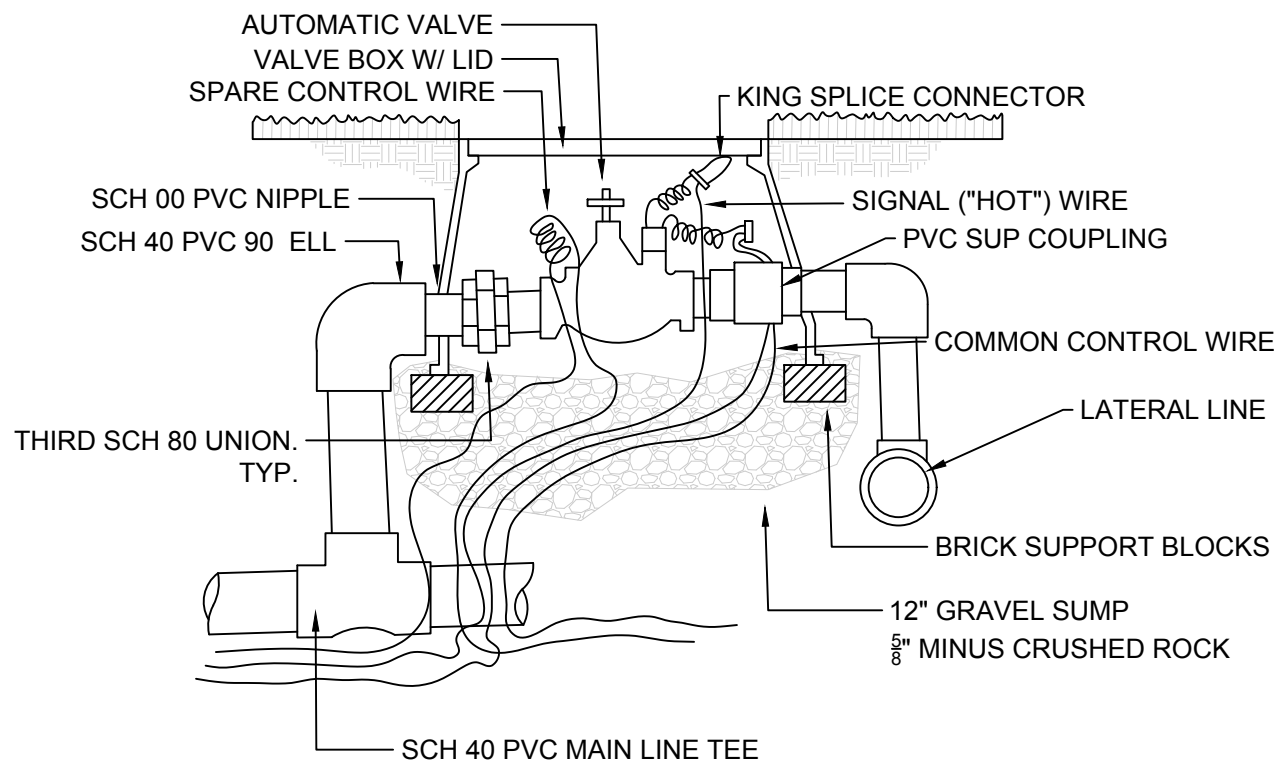 AUTOMATIC VALVE
VALVE BOX W/ LID
SPARE CONTROL WIRE
KING SPLICE CONNECTOR
SCH 00 PVC NIPPLE
SIGNAL ("HOT") WIRE
SCH 40 PVC 90 ELL
PVC SUP COUPLING
COMMON CONTROL WIRE
LATERAL LINE
THIRD SCH 80 UNION.
TYP.
BRICK SUPPORT BLOCKS
12" GRAVEL SUMP
5/8" MINUS CRUSHED ROCK
SCH 40 PVC MAIN LINE TEE